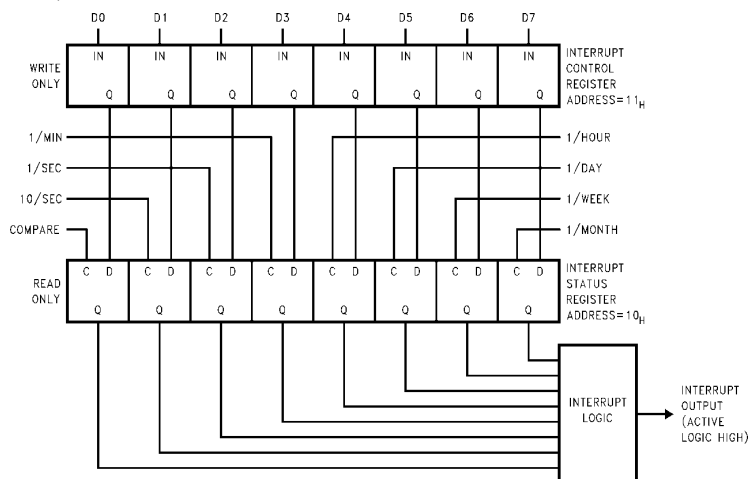 D0 D1 D2 D3 D4 D5 D6 D7
IN IN IN IN IN IN IN IN
WRITE
ONLY
Q Q Q Q Q Q Q Q
INTERRUPT
CONTROL
REGISTER
ADDRESS=11H
1/MIN
1/HOUR
1/SEC
1/DAY
10/SEC
1/WEEK
COMPARE
1/MONTH
C D C D C D C D C D C D C D C D
READ
ONLY
Q Q Q Q Q Q Q Q
INTERRUPT
STATUS
REGISTER
ADDRESS=10H
INTERRUPT
LOGIC
INTERRUPT
OUTPUT
(ACTIVE
LOGIC HIGH)